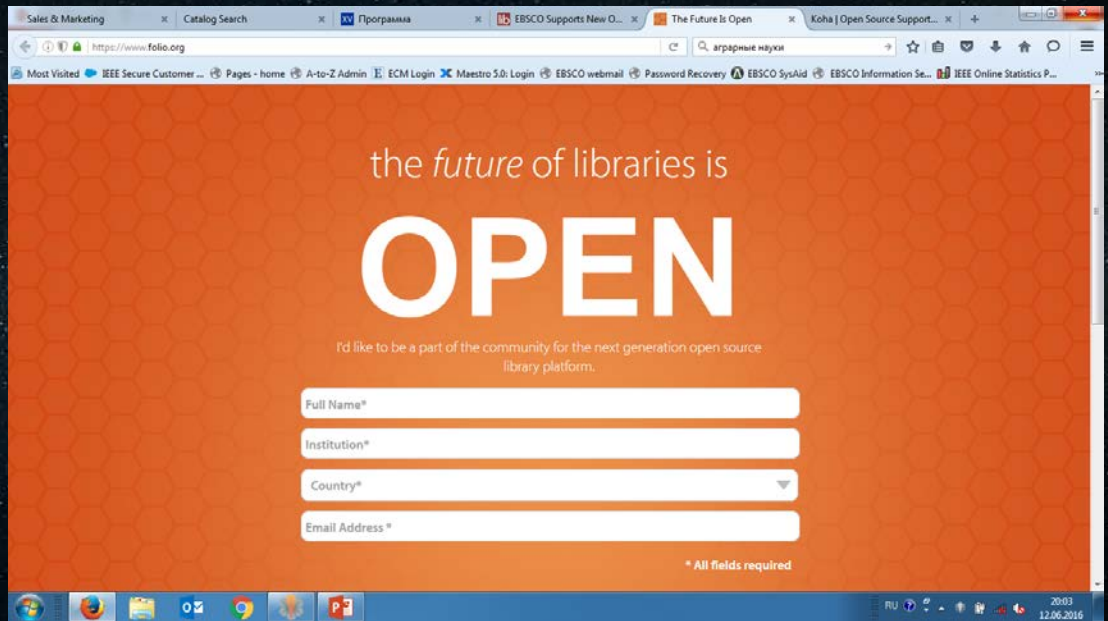 Sales & Marketing
Catalog Search
XV Программа
EBSCO Supports New O...
The Future Is Open
Koha | Open Source Support...
https://www.folio.org
аграрные науки
Most Visited
IEEE Secure Customer ...
Pages - home
A-to-Z Admin
ECM Login
Maestro 5.0: Login
EBSCO webmail
Password Recovery
EBSCO SysAid
EBSCO Information Se...
IEEE Online Statistics P...
the future of libraries is
OPEN
I'd like to be a part of the community for the next generation open source
library platform.
Full Name*
Institution*
Country*
Email Address *
* All fields required
RU
20:03
12.06.2016